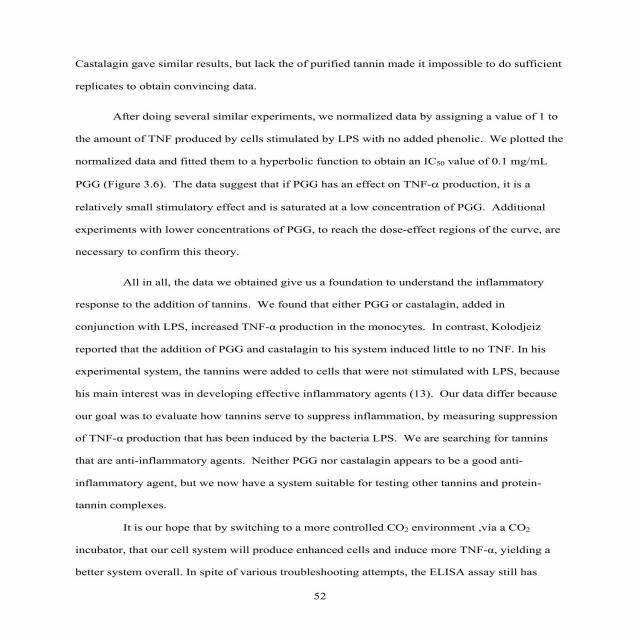 Castalagin gave similar results, but lack the of purified tannin made it impossible to do sufficient
replicates to obtain convincing data.
After doing several similar experiments, we normalized data by assigning a value of 1 to
the amount of TNF produced by cells stimulated by LPS with no added phenolic. We plotted the
normalized data and fitted them to a hyperbolic function to obtain an IC50 value of 0.1 mg/mL
PGG (Figure 3.6). The data suggest that if PGG has an effect on TNF-α production, it is a
relatively small stimulatory effect and is saturated at a low concentration of PGG. Additional
experiments with lower concentrations of PGG, to reach the dose-effect regions of the curve, are
necessary to confirm this theory.
All in all, the data we obtained give us a foundation to understand the inflammatory
response to the addition of tannins. We found that either PGG or castalagin, added in
conjunction with LPS, increased TNF-α production in the monocytes. In contrast, Kolodjeiz
reported that the addition of PGG and castalagin to his system induced little to no TNF. In his
experimental system, the tannins were added to cells that were not stimulated with LPS, because
his main interest was in developing effective inflammatory agents (13). Our data differ because
our goal was to evaluate how tannins serve to suppress inflammation, by measuring suppression
of TNF-α production that has been induced by the bacteria LPS. We are searching for tannins
that are anti-inflammatory agents. Neither PGG nor castalagin appears to be a good anti-
inflammatory agent, but we now have a system suitable for testing other tannins and protein-
tannin complexes.
It is our hope that by switching to a more controlled CO2 environment ,via a CO2
incubator, that our cell system will produce enhanced cells and induce more TNF-α, yielding a
better system overall. In spite of various troubleshooting attempts, the ELISA assay still has
52